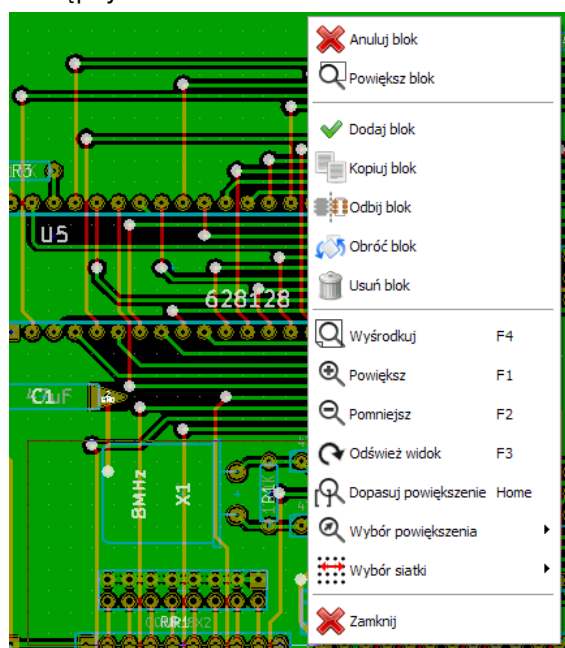 Anuluj blok
Powiększ blok
Dodaj blok
Kopiuj blok
Odbij blok
Obróć blok
Usuń blok
Wyśrodkuj F4
Powiększ F1
Pomniejsz F2
Odśwież widok F3
Dopasuj powiększenie Home
Wybór powiększenia
Wybór siatki
Zamknij
R3
U5
628128
C1
8MHz
X1